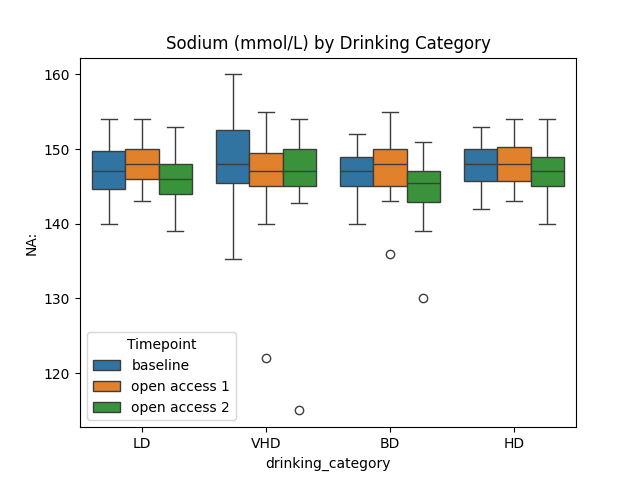 Sodium (mmol/L) by Drinking Category
160
150
140
130
120
NA:
Timepoint
baseline
open access 1
open access 2
LD VHD BD HD
drinking_category